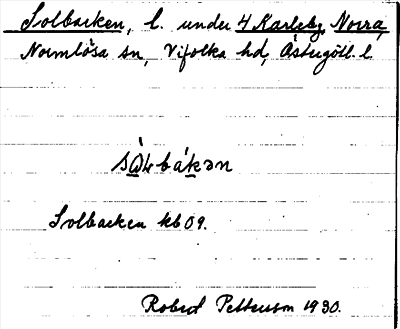 Solbacken, l. under 4 Karleby, Norra,
Normlösa sn, Vifolka hd, Östergötl. l
Solbacken kb 09.
Robert Pettersson 1930.